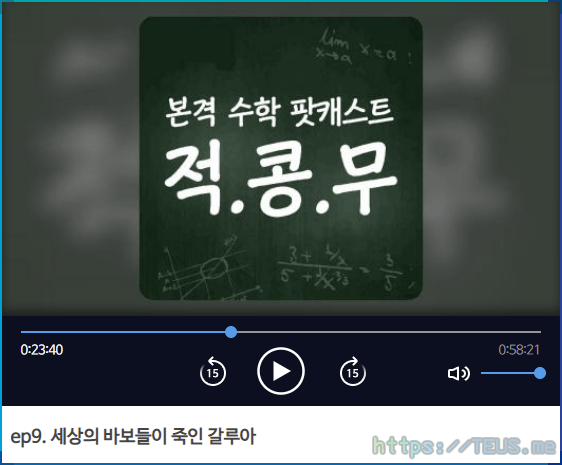 lim x = a
x→a
본격 수학 팟캐스트
적.콩.무
0:23:40
0:58:21
15
15
ep9. 세상의 바보들이 죽인 갈루아
https://TEUS.me